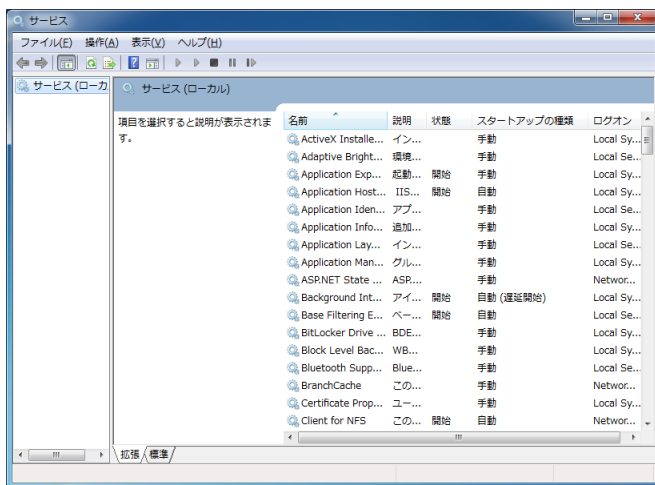 サービス
ファイル(F) 操作(A) 表示(V) ヘルプ(H)
サービス (ローカ
サービス (ローカル)
項目を選択すると説明が表示されま
す。
名前 説明 状態 スタートアップの種類 ログオン
ActiveX Installe... イン... 手動 Local Sy...
Adaptive Bright... 環境... 手動 Local Se...
Application Exp... 起動... 開始 手動 Local Sy...
Application Host... IIS... 開始 自動 Local Sy...
Application Iden... アプ... 手動 Local Se...
Application Info... 追加... 手動 Local Sy...
Application Lay... イン... 手動 Local Se...
Application Man... グル... 手動 Local Sy...
ASP.NET State ... ASP.... 手動 Networ...
Background Int... アイ... 開始 自動 (遅延開始) Local Sy...
Base Filtering E... ベー... 開始 自動 Local Se...
BitLocker Drive ... BDE... 手動 Local Sy...
Block Level Bac... WB... 手動 Local Sy...
Bluetooth Supp... Blue... 手動 Local Se...
BranchCache この... 手動 Networ...
Certificate Prop... ユー... 手動 Local Sy...
Client for NFS この... 開始 自動 Networ...
拡張 標準